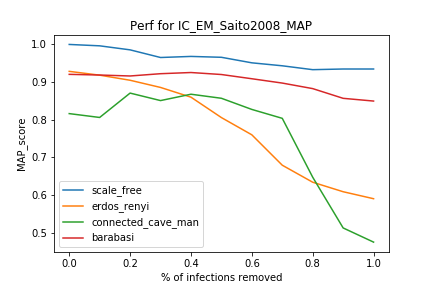 Perf for IC_EM_Saito2008_MAP
MAP_score
1.0
0.9
0.8
0.7
0.6
0.5
scale_free
erdos_renyi
connected_cave_man
barabasi
0.0 0.2 0.4 0.6 0.8 1.0
% of infections removed